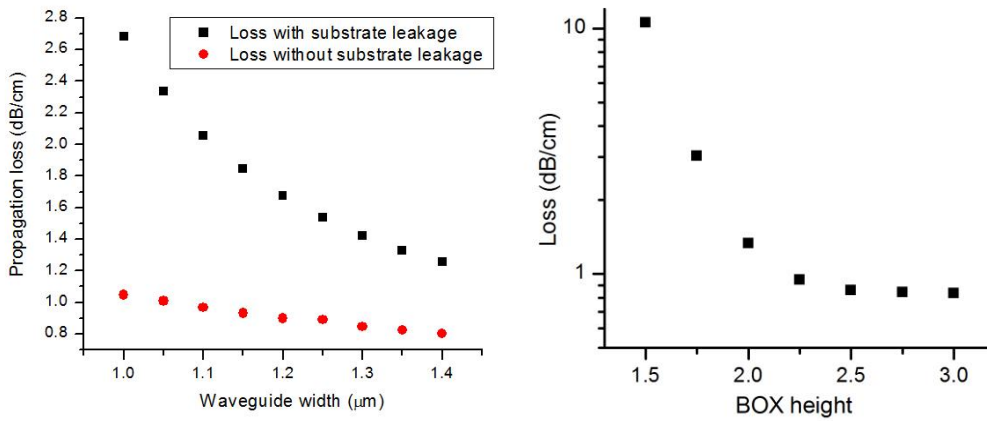 Propagation loss (dB/cm)
2.8
2.6
2.4
2.2
2.0
1.8
1.6
1.4
1.2
1.0
0.8
Loss with substrate leakage
Loss without substrate leakage
1.0 1.1 1.2 1.3 1.4
Waveguide width (μm)
Loss (dB/cm)
10
1
1.5 2.0 2.5 3.0
BOX height